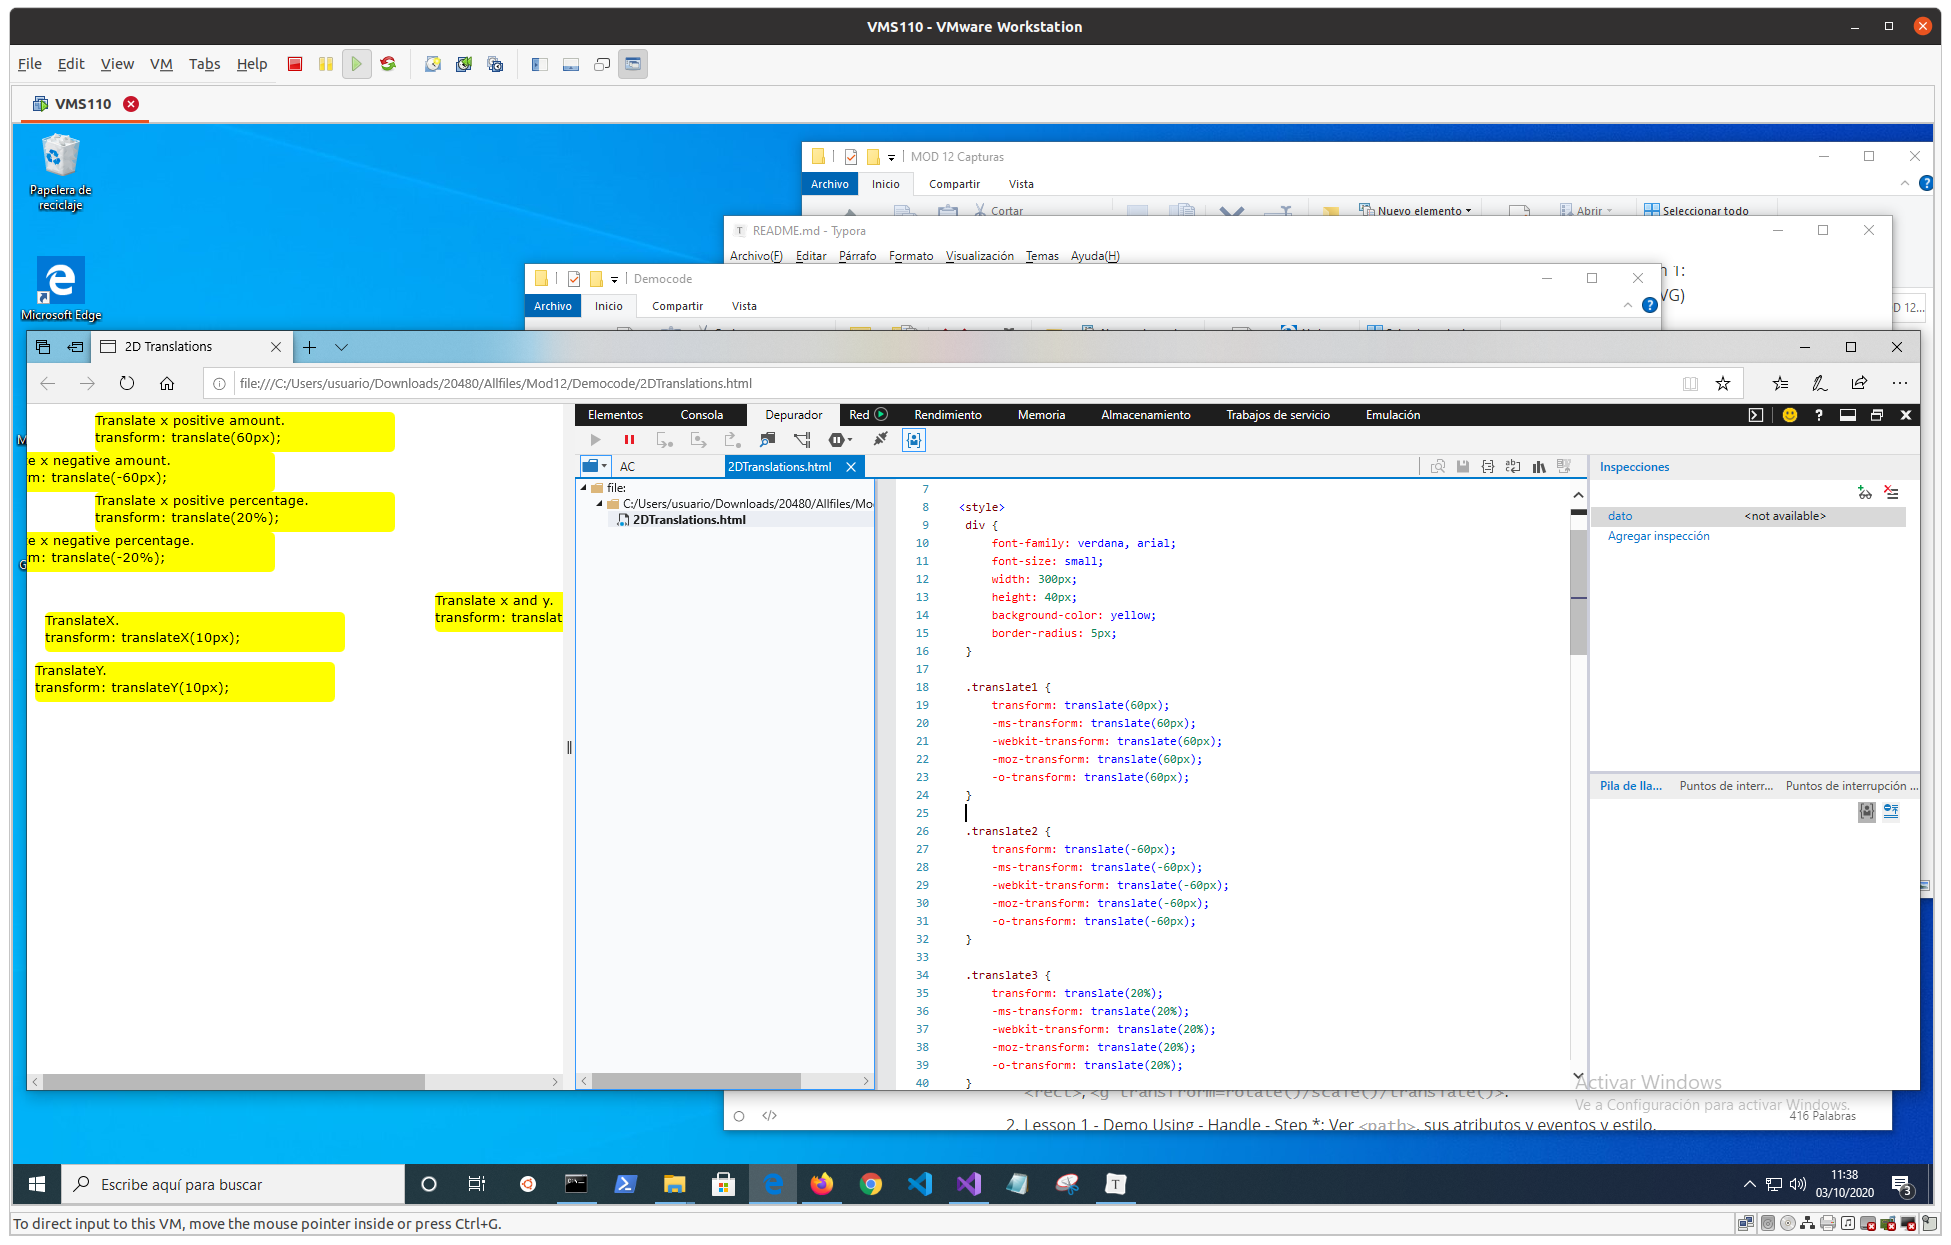 VMS110 - VMware Workstation
File Edit View VM Tabs Help
VMS110
Papelera de
reciclaje
Microsoft Edge
MOD 12 Capturas
Archivo Inicio Compartir Vista
Cortar Nuevo elemento Abrir Seleccionar todo
README.md - Typora
Archivo(F) Editar Párrafo Formato Visualización Temas Ayuda(H)
n 1:
VG)
D 12...
Democode
Archivo Inicio Compartir Vista
2D Translations
file:///C:/Users/usuario/Downloads/20480/Allfiles/Mod12/Democode/2DTranslations.html
Translate x positive amount.
transform: translate(60px);
e x negative amount.
m: translate(-60px);
Translate x positive percentage.
transform: translate(20%);
e x negative percentage.
m: translate(-20%);
Translate x and y.
transform: translat
TranslateX.
transform: translateX(10px);
TranslateY.
transform: translateY(10px);
Elementos Consola Depurador Red Rendimiento Memoria Almacenamiento Trabajos de servicio Emulación
AC 2DTranslations.html
file:
C:/Users/usuario/Downloads/20480/Allfiles/Mo
2DTranslations.html
7
8 <style>
9 div {
10 font-family: verdana, arial;
11 font-size: small;
12 width: 300px;
13 height: 40px;
14 background-color: yellow;
15 border-radius: 5px;
16 }
17
18 .translate1 {
19 transform: translate(60px);
20 -ms-transform: translate(60px);
21 -webkit-transform: translate(60px);
22 -moz-transform: translate(60px);
23 -o-transform: translate(60px);
24 }
25
26 .translate2 {
27 transform: translate(-60px);
28 -ms-transform: translate(-60px);
29 -webkit-transform: translate(-60px);
30 -moz-transform: translate(-60px);
31 -o-transform: translate(-60px);
32 }
33
34 .translate3 {
35 transform: translate(20%);
36 -ms-transform: translate(20%);
37 -webkit-transform: translate(20%);
38 -moz-transform: translate(20%);
39 -o-transform: translate(20%);
40 }
Inspecciones
dato <not available>
Agregar inspección
Pila de lla... Puntos de interr... Puntos de interrupción ...
Activar Windows
Ve a Configuración para activar Windows.
<rect>, <g transform=rotate()/scale()/translate()>.
2. Lesson 1 - Demo Using - Handle - Step *: Ver <path>, sus atributos y eventos y estilo.
416 Palabras
Escribe aquí para buscar
11:38
03/10/2020
3
To direct input to this VM, move the mouse pointer inside or press Ctrl+G.